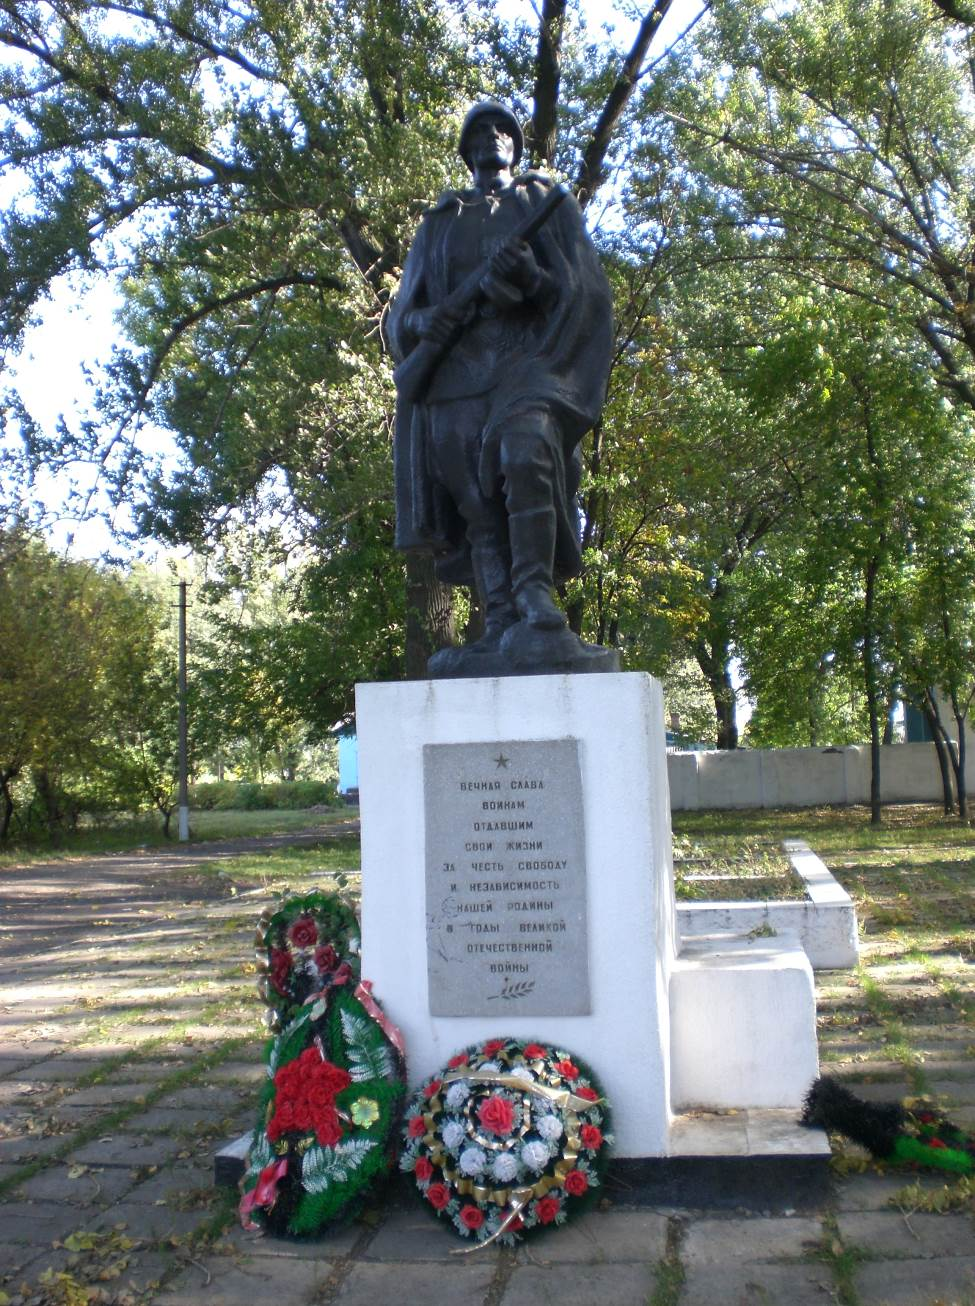 ВЕЧНАЯ СЛАВА
ВОИНАМ
ОТДАВШИМ
СВОИ ЖИЗНИ
ЗА ЧЕСТЬ СВОБОДУ
И НЕЗАВИСИМОСТЬ
НАШЕЙ РОДИНЫ
В ГОДЫ ВЕЛИКОЙ
ОТЕЧЕСТВЕННОЙ
ВОЙНЫ